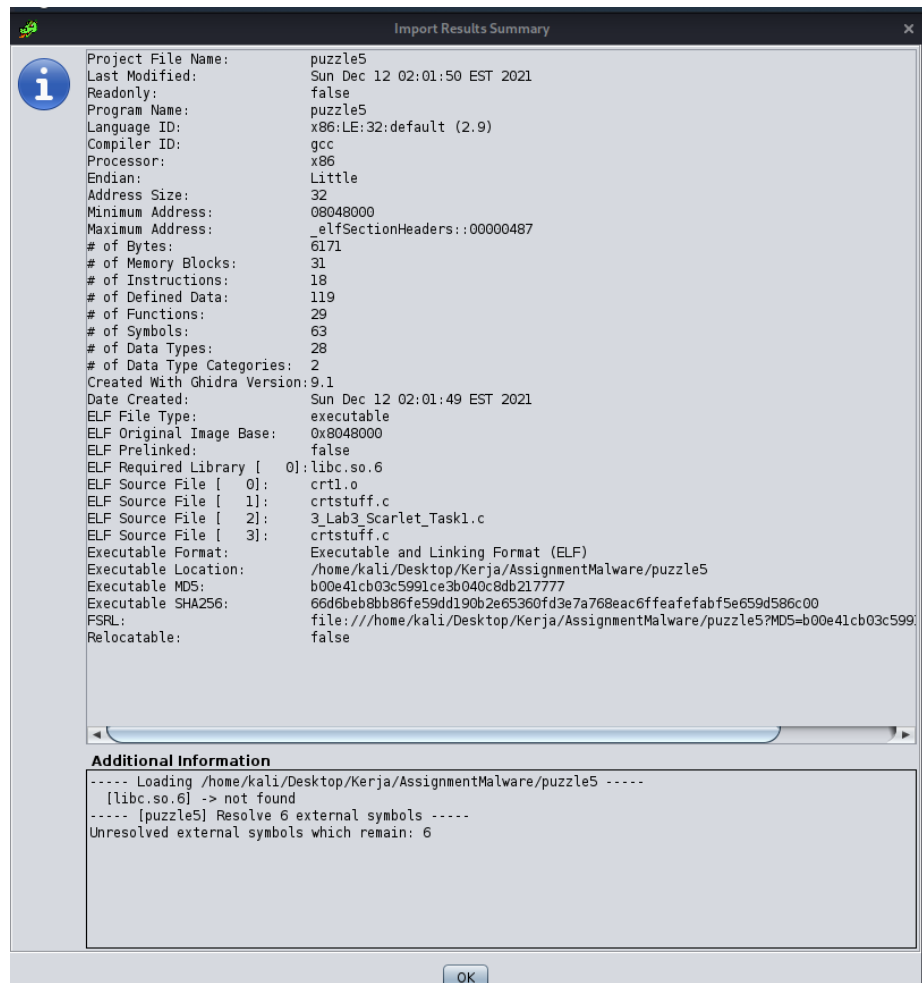 Import Results Summary
Project File Name: puzzle5
Last Modified: Sun Dec 12 02:01:50 EST 2021
Readonly: false
Program Name: puzzle5
Language ID: x86:LE:32:default (2.9)
Compiler ID: gcc
Processor: x86
Endian: Little
Address Size: 32
Minimum Address: 08048000
Maximum Address: _elfSectionHeaders::00000487
# of Bytes: 6171
# of Memory Blocks: 31
# of Instructions: 18
# of Defined Data: 119
# of Functions: 29
# of Symbols: 63
# of Data Types: 28
# of Data Type Categories: 2
Created With Ghidra Version: 9.1
Date Created: Sun Dec 12 02:01:49 EST 2021
ELF File Type: executable
ELF Original Image Base: 0x8048000
ELF Prelinked: false
ELF Required Library [ 0]: libc.so.6
ELF Source File [ 0]: crt1.o
ELF Source File [ 1]: crtstuff.c
ELF Source File [ 2]: 3_Lab3_Scarlet_Task1.c
ELF Source File [ 3]: crtstuff.c
Executable Format: Executable and Linking Format (ELF)
Executable Location: /home/kali/Desktop/Kerja/AssignmentMalware/puzzle5
Executable MD5: b00e41cb03c5991ce3b040c8db217777
Executable SHA256: 66d6beb8bb86fe59dd190b2e65360fd3e7a768eac6ffeafefabf5e659d586c00
FSRL: file:///home/kali/Desktop/Kerja/AssignmentMalware/puzzle5?MD5=b00e41cb03c599
Relocatable: false
Additional Information
----- Loading /home/kali/Desktop/Kerja/AssignmentMalware/puzzle5 -----
[libc.so.6] -> not found
----- [puzzle5] Resolve 6 external symbols -----
Unresolved external symbols which remain: 6
OK